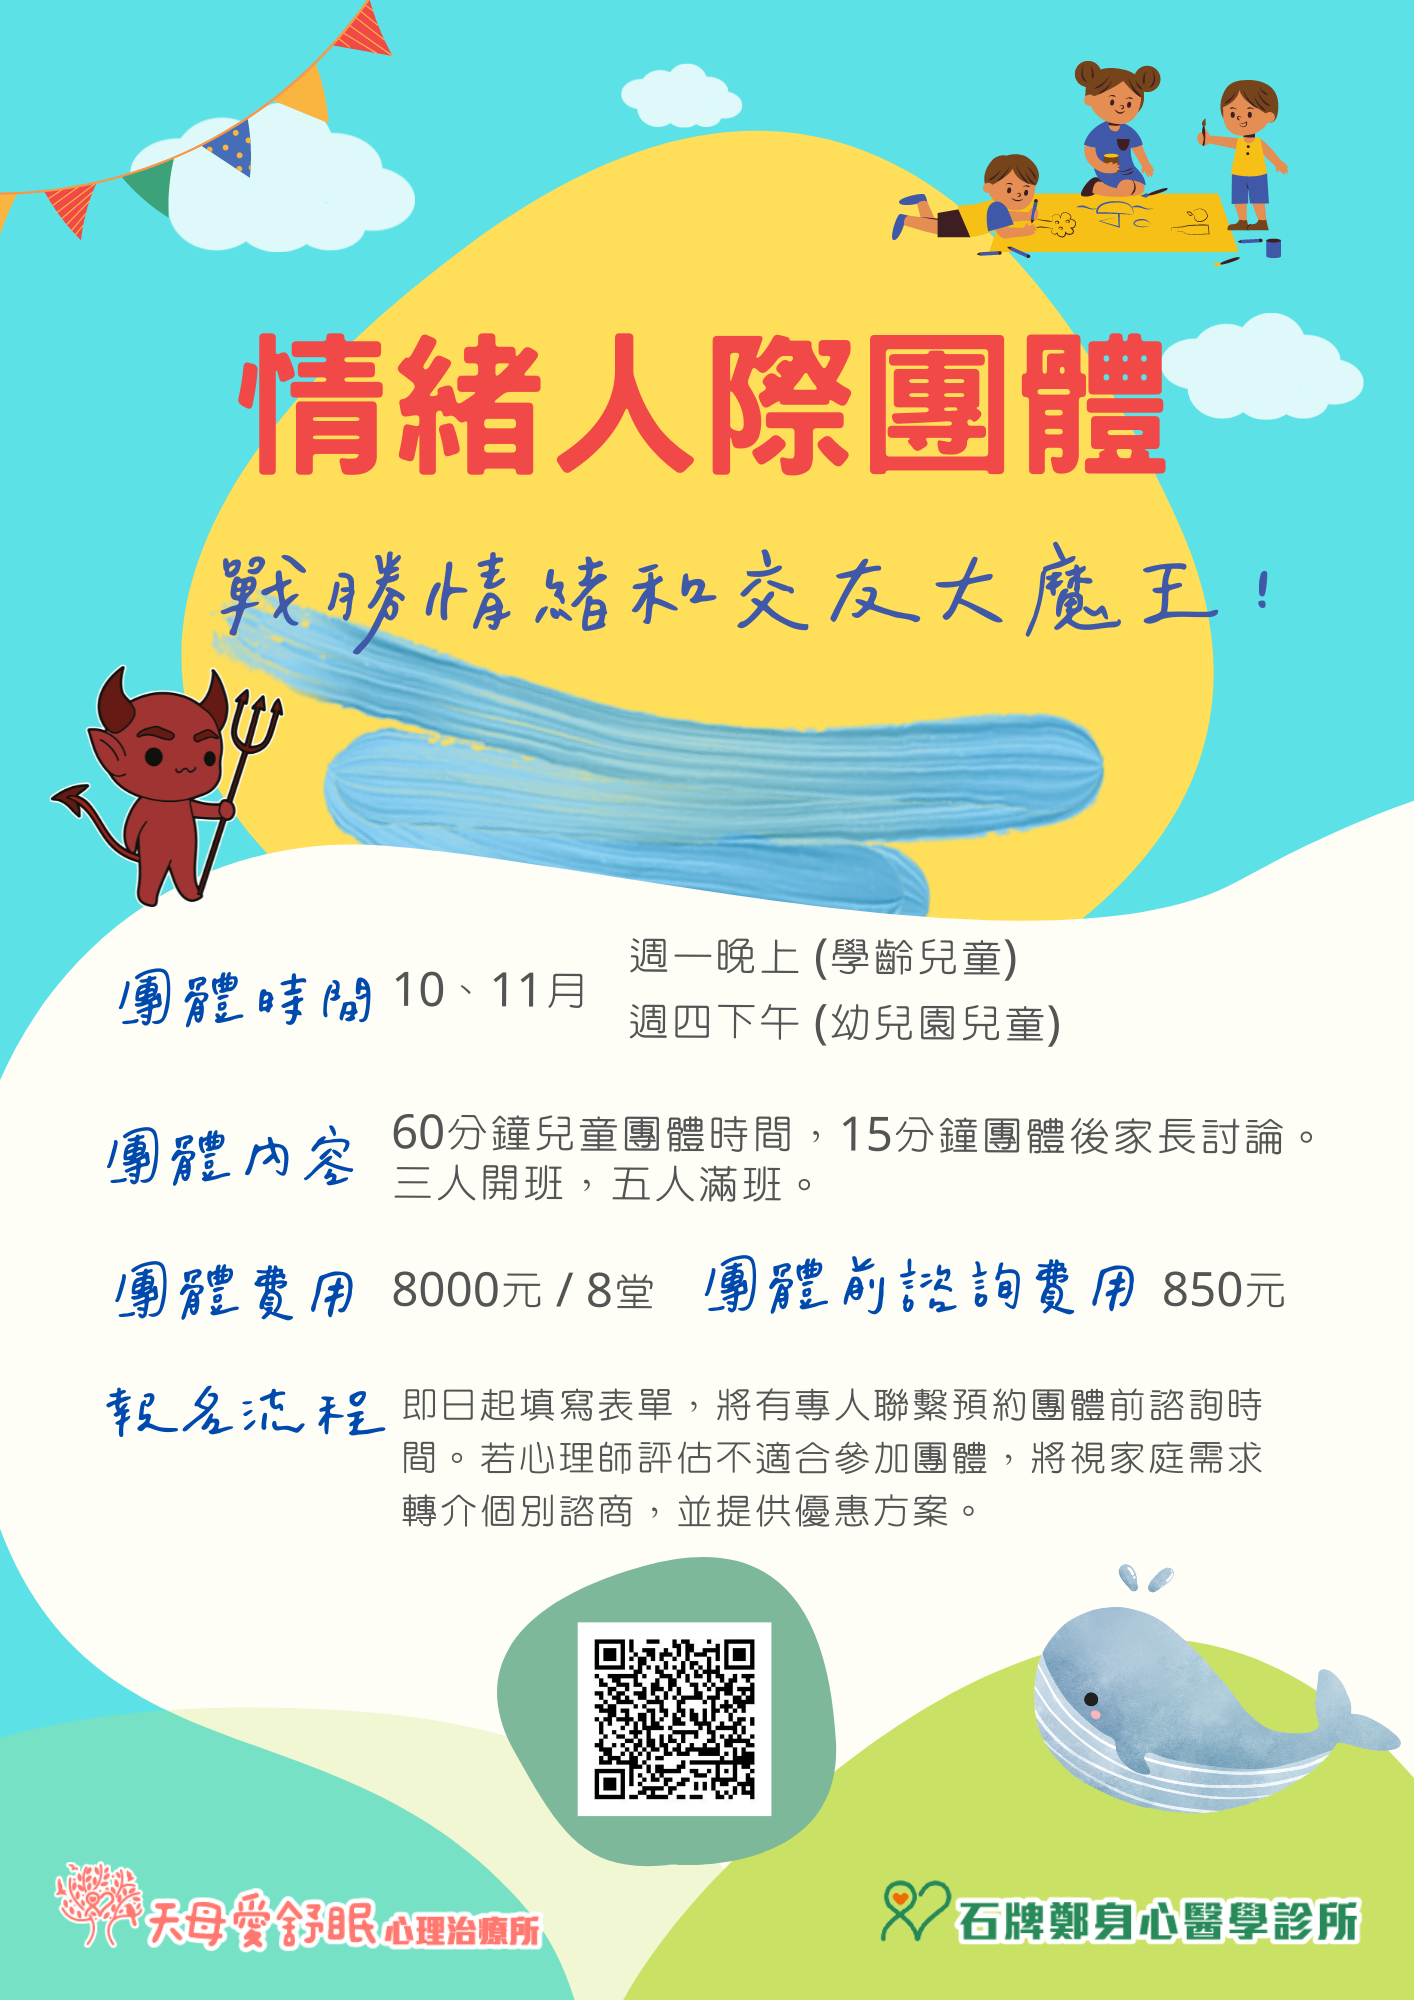 情緒人際團體
戰勝情緒和交友大魔王！
團體時間 10、11月
週一晚上 (學齡兒童)
週四下午 (幼兒園兒童)
團體內容 60分鐘兒童團體時間，15分鐘團體後家長討論。
三人開班，五人滿班。
團體費用 8000元 / 8堂 團體前諮詢費用 850元
報名流程 即日起填寫表單，將有專人聯繫預約團體前諮詢時
間。若心理師評估不適合參加團體，將視家庭需求
轉介個別諮商，並提供優惠方案。
天母愛舒眠心理治療所
石牌鄭身心醫學診所